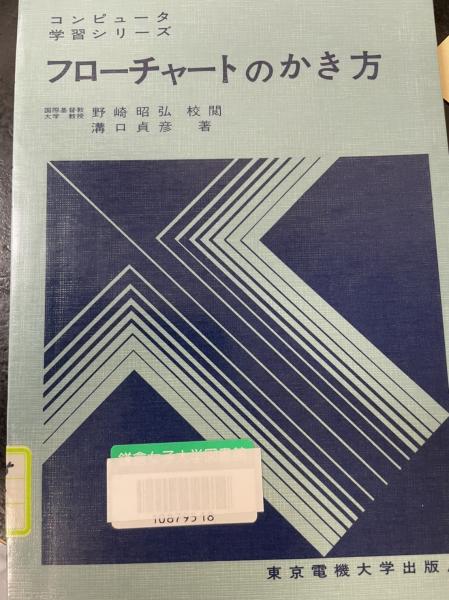 コンピュータ
学習シリーズ
フローチャートのかき方
国際基督教
大学 教授 野崎昭弘 校閲
溝口貞彦 著
10879518
東京電機大学出版